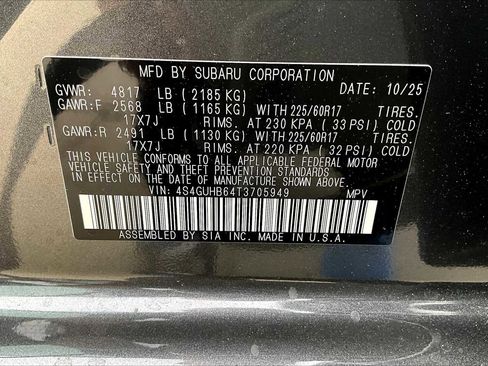 MFD BY SUBARU CORPORATION DATE: 10/25
GVWR: 4817 LB ( 2185 KG)
GAWR:F 2568 LB ( 1165 KG) WITH 225/60R17 TIRES.
17X7J RIMS. AT 230 KPA ( 33 PSI) COLD
GAWR:R 2491 LB ( 1130 KG) WITH 225/60R17 TIRES.
17X7J RIMS. AT 220 KPA ( 32 PSI) COLD
THIS VEHICLE CONFORMS TO ALL APPLICABLE FEDERAL MOTOR
VEHICLE SAFETY AND THEFT PREVENTION STANDARDS IN
EFFECT ON THE DATE OF MANUFACTURE SHOWN ABOVE.
VIN: 4S4GUHB64T3705949 MPV
ASSEMBLED BY SIA INC. MADE IN U.S.A.